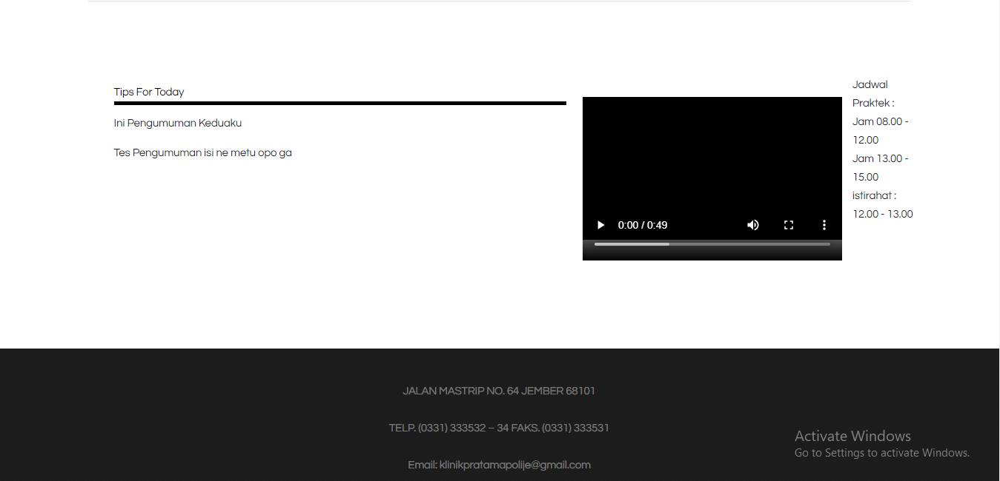 Tips For Today
Ini Pengumuman Keduaku
Tes Pengumuman isi ne metu opo ga
0:00 / 0:49
Jadwal
Praktek :
Jam 08.00 -
12.00
Jam 13.00 -
15.00
istirahat :
12.00 - 13.00
JALAN MASTRIP NO. 64 JEMBER 68101
TELP. (0331) 333532 – 34 FAKS. (0331) 333531
Email: klinikpratamapolije@gmail.com
Activate Windows
Go to Settings to activate Windows.